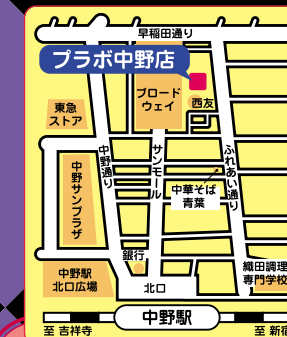 早稲田通り
プラボ中野店
ブロード
ウェイ
西友
東急
ストア
中野通り
サンモール
ふれあい通り
中野サンプラザ
中華そば
青葉
銀行
中野駅
北口広場
北口
織田調理
専門学校
中野駅
至 吉祥寺
至 新宿